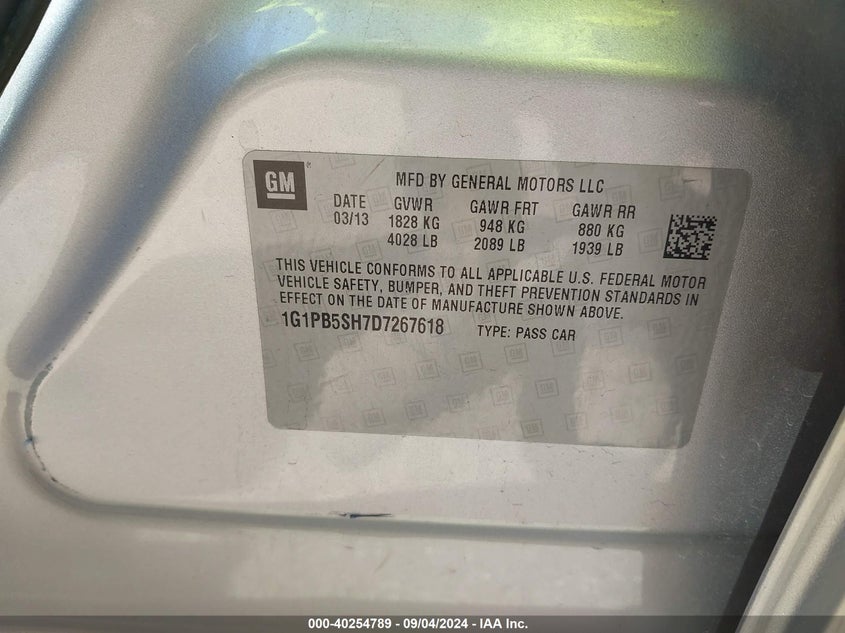 GM
MFD BY GENERAL MOTORS LLC
DATE GVWR GAWR FRT GAWR RR
03/13 1828 KG 948 KG 880 KG
4028 LB 2089 LB 1939 LB
THIS VEHICLE CONFORMS TO ALL APPLICABLE U.S. FEDERAL MOTOR
VEHICLE SAFETY, BUMPER, AND THEFT PREVENTION STANDARDS IN
EFFECT ON THE DATE OF MANUFACTURE SHOWN ABOVE.
1G1PB5SH7D7267618 TYPE: PASS CAR
000-40254789 - 09/04/2024 - IAA Inc.